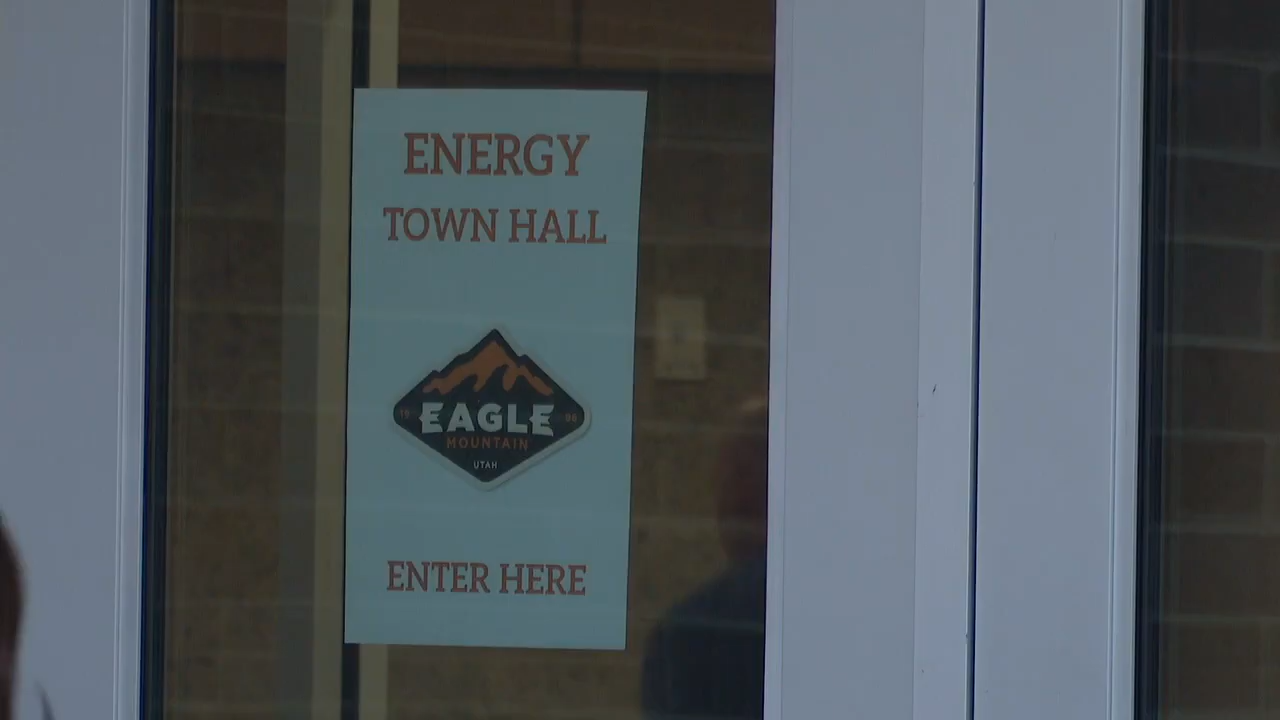 ENERGY
TOWN HALL
19 EAGLE 96
MOUNTAIN
UTAH
ENTER HERE